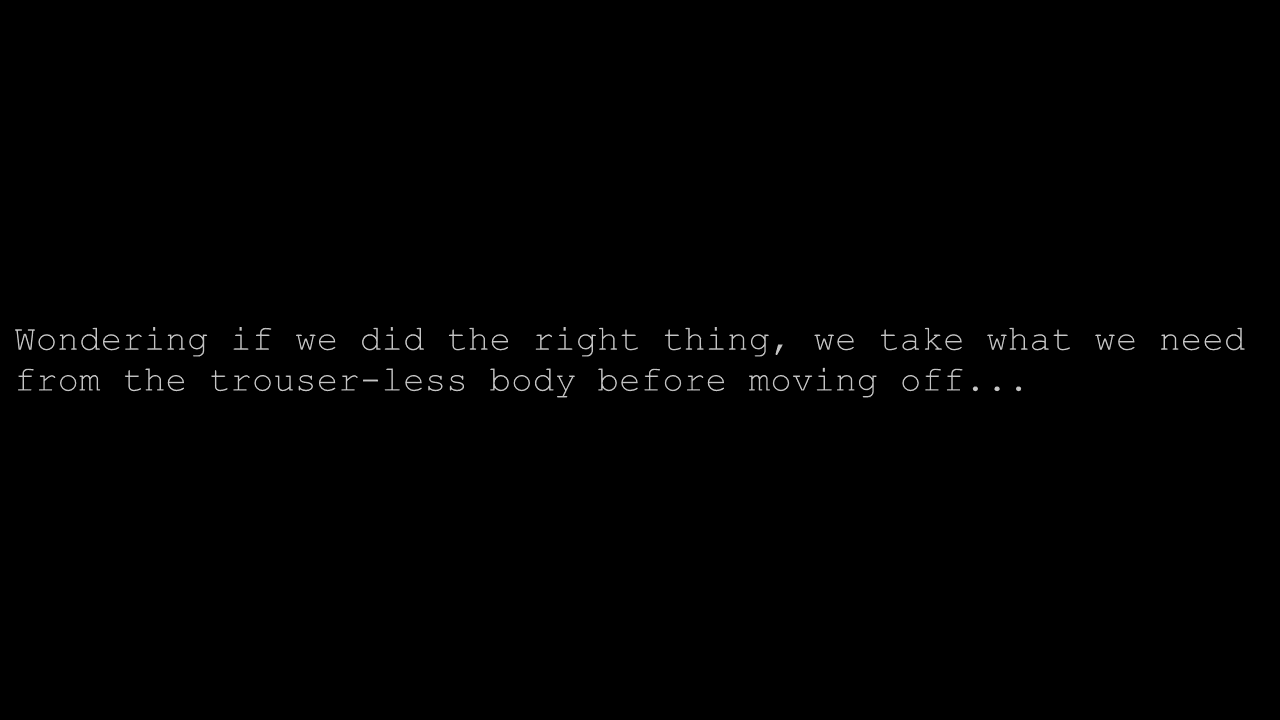 Wondering if we did the right thing, we take what we need
from the trouser-less body before moving off...